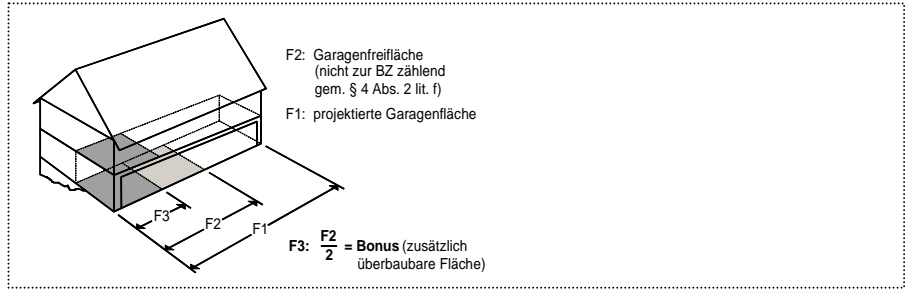 F2: Garagenfreifläche
(nicht zur BZ zählend
gem. § 4 Abs. 2 lit. f)
F1: projektierte Garagenfläche
F3
F2
F1
F3: F2/2 = Bonus (zusätzlich
überbaubare Fläche)